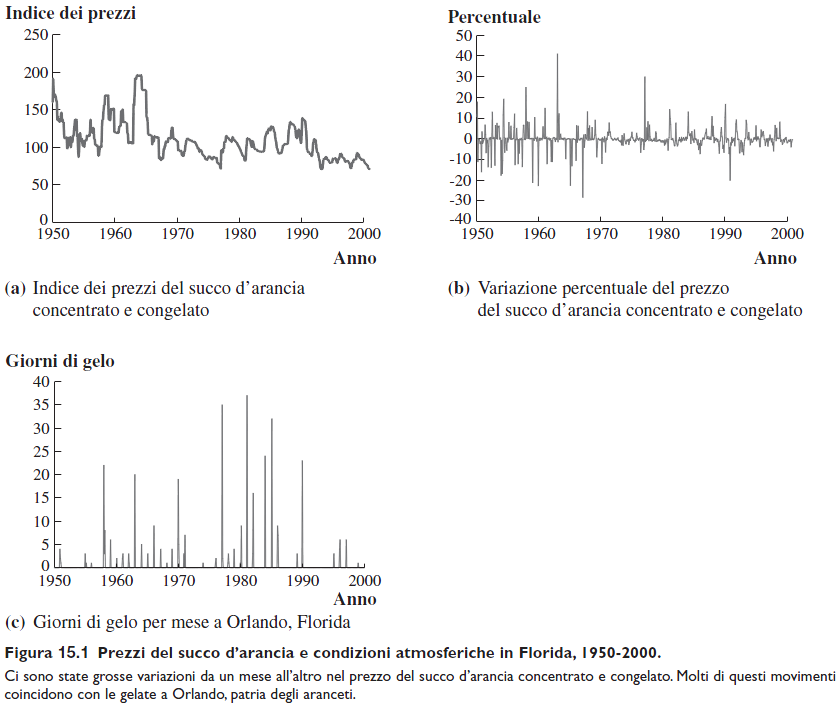 Indice dei prezzi
250
200
150
100
50
0
1950 1960 1970 1980 1990 2000
Anno
(a) Indice dei prezzi del succo d'arancia
concentrato e congelato
Percentuale
50
40
30
20
10
0
-10
-20
-30
-40
1950 1960 1970 1980 1990 2000
Anno
(b) Variazione percentuale del prezzo
del succo d'arancia concentrato e congelato
Giorni di gelo
40
35
30
25
20
15
10
5
0
1950 1960 1970 1980 1990 2000
Anno
(c) Giorni di gelo per mese a Orlando, Florida
Figura 15.1 Prezzi del succo d'arancia e condizioni atmosferiche in Florida, 1950-2000.
Ci sono state grosse variazioni da un mese all'altro nel prezzo del succo d'arancia concentrato e congelato. Molti di questi movimenti
coincidono con le gelate a Orlando, patria degli aranceti.